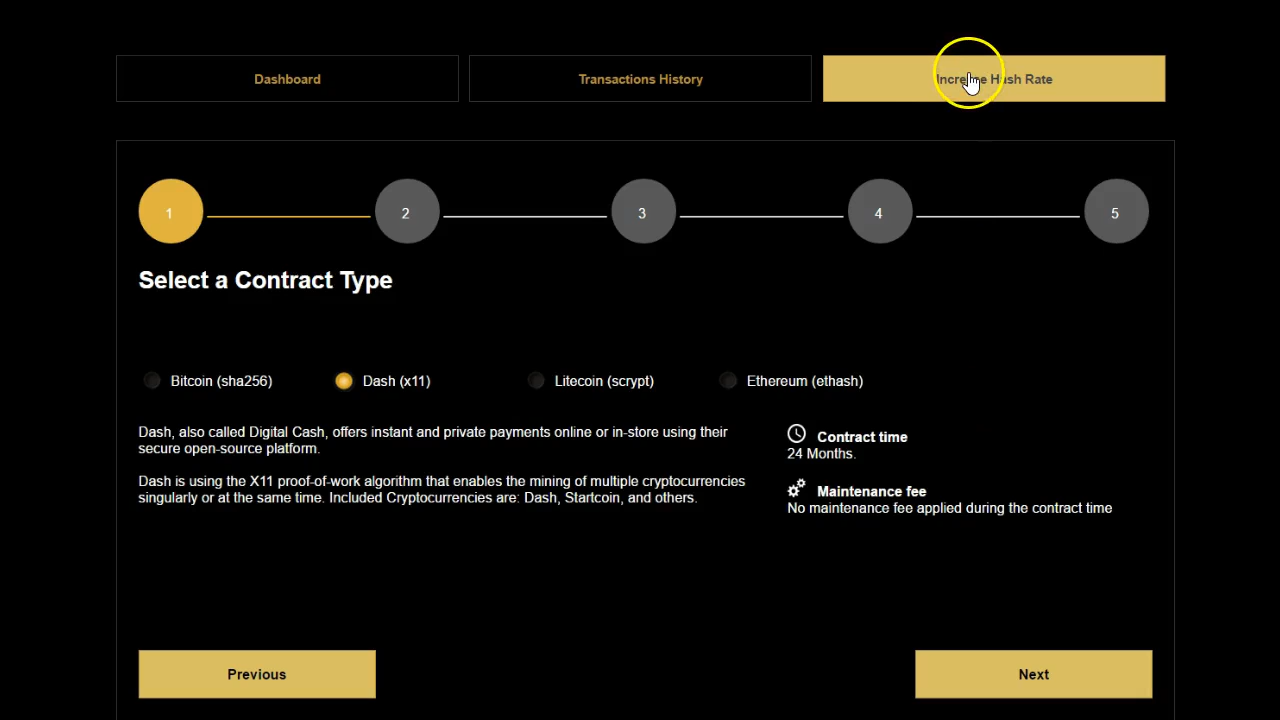 Dashboard
Transactions History
Increase Hash Rate
1
2
3
4
5
Select a Contract Type
Bitcoin (sha256)
Dash (x11)
Litecoin (scrypt)
Ethereum (ethash)
Dash, also called Digital Cash, offers instant and private payments online or in-store using their
secure open-source platform.
Dash is using the X11 proof-of-work algorithm that enables the mining of multiple cryptocurrencies
singularly or at the same time. Included Cryptocurrencies are: Dash, Startcoin, and others.
Contract time
24 Months.
Maintenance fee
No maintenance fee applied during the contract time
Previous
Next